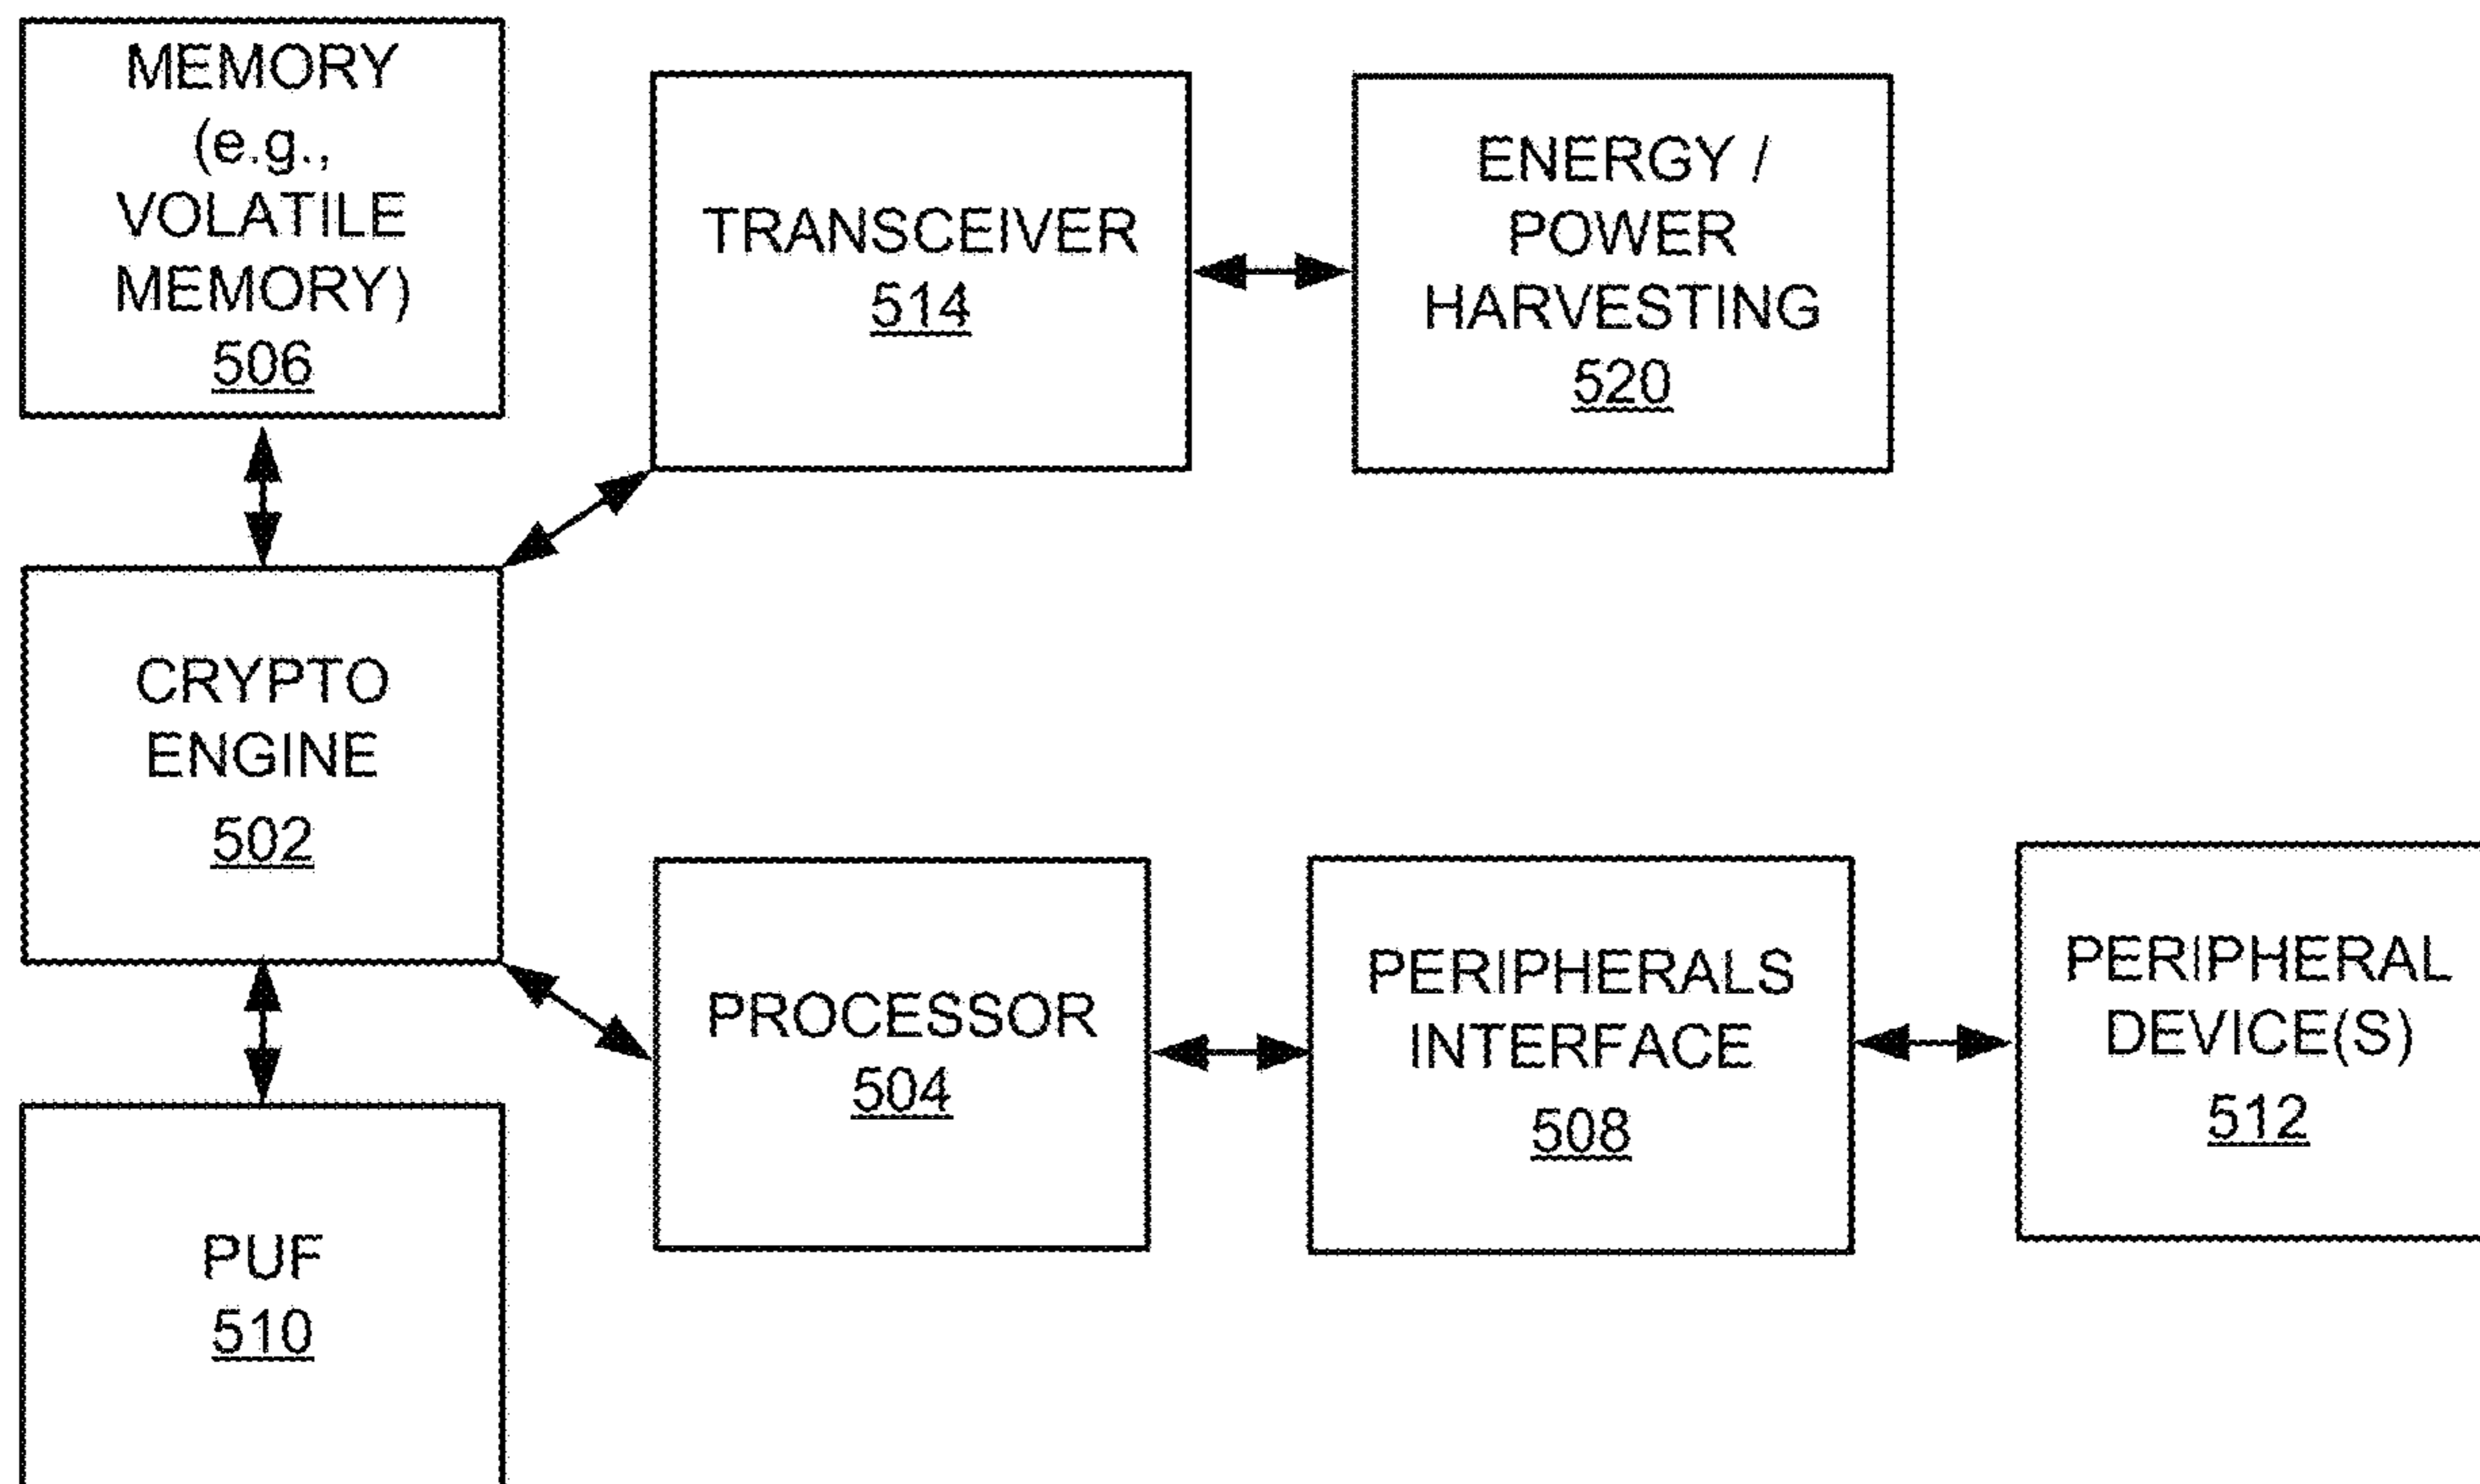 MEMORY
(e.g.,
VOLATILE
MEMORY)
506
TRANSCEIVER
514
ENERGY /
POWER
HARVESTING
520
CRYPTO
ENGINE
502
PROCESSOR
504
PERIPHERALS
INTERFACE
508
PERIPHERAL
DEVICE(S)
512
PUF
510